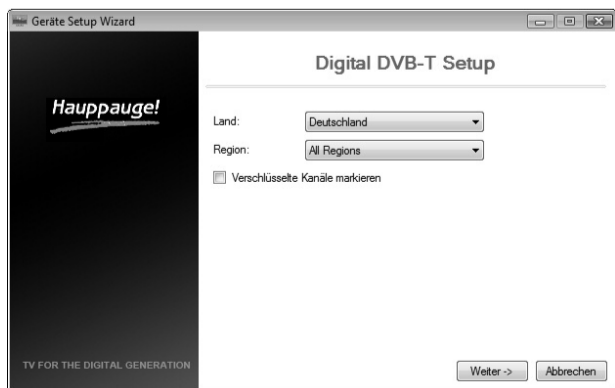 Geräte Setup Wizard
Digital DVB-T Setup
Hauppauge!
Land: Deutschland
Region: All Regions
Verschlüsselte Kanäle markieren
TV FOR THE DIGITAL GENERATION
Weiter -> Abbrechen